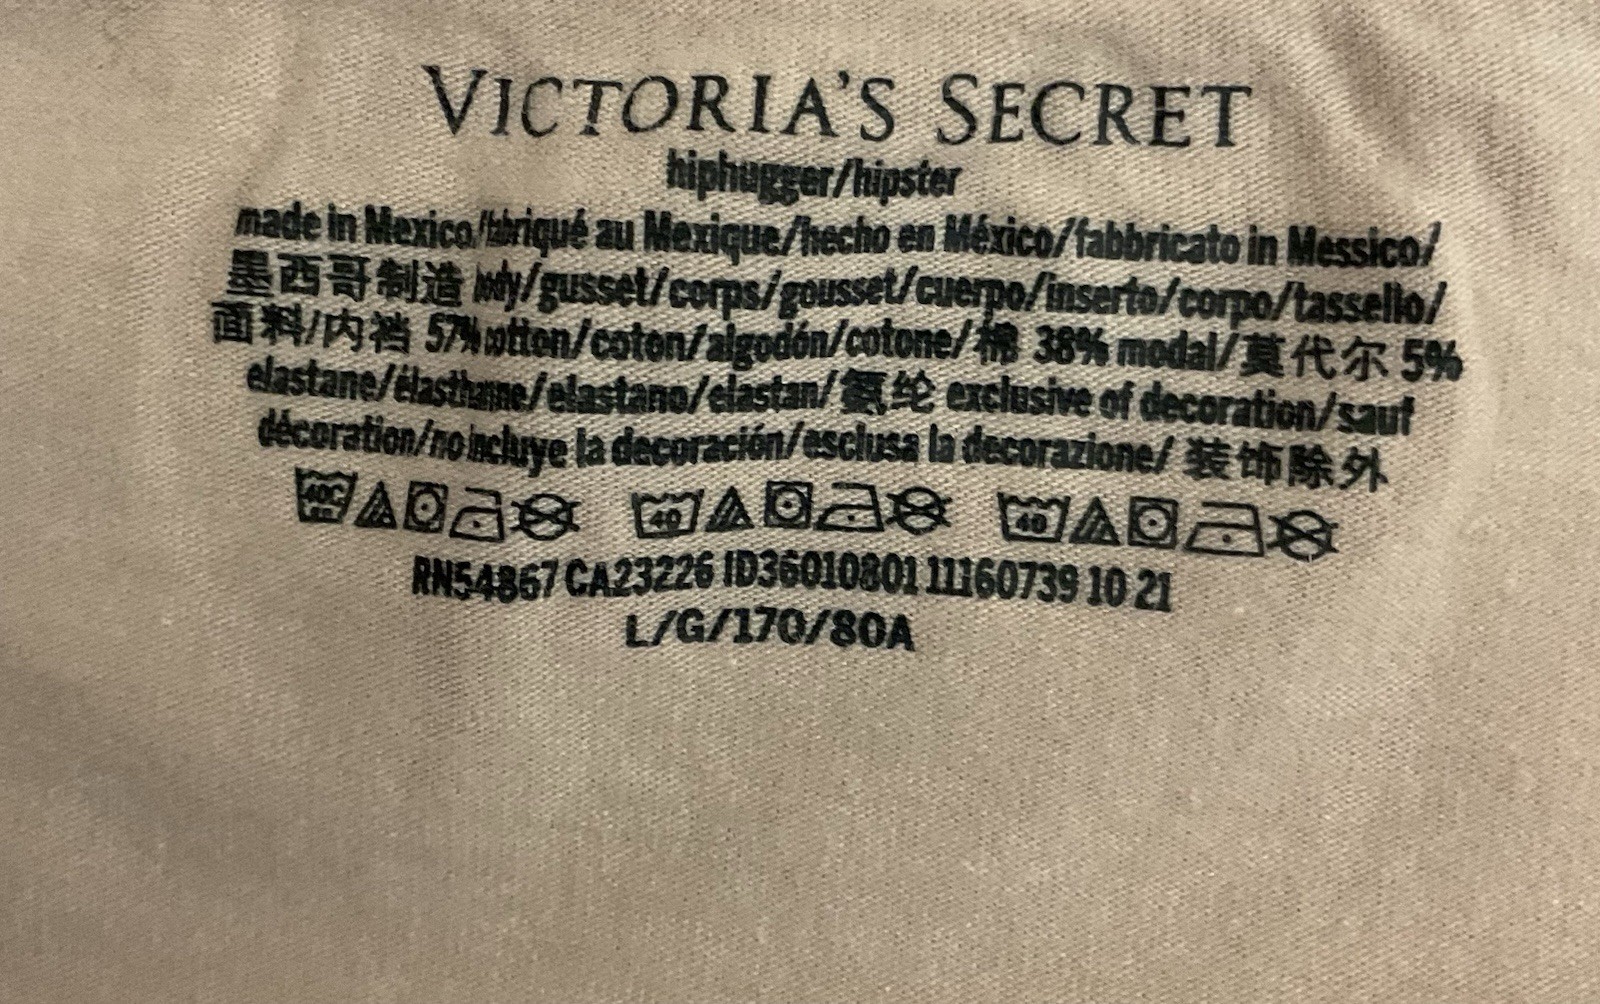 VICTORIA'S SECRET
hiphugger/hipster
made in Mexico/fabriqué au Mexique/hecho en México/fabbricato in Messico/
墨西哥制造 body/gusset/corps/gousset/cuerpo/inserto/corpo/tassello/
面料/内裆 57% cotton/coton/algodón/cotone/棉 38% modal/莫代尔 5%
elastane/élasthanne/elastano/elastan/氨纶 exclusive of decoration/sauf
décoration/no incluye la decoración/esclusa la decorazione/ 装饰除外
40C 40 40
RN54867 CA23226 ID36010801 11160739 10 21
L/G/170/80A